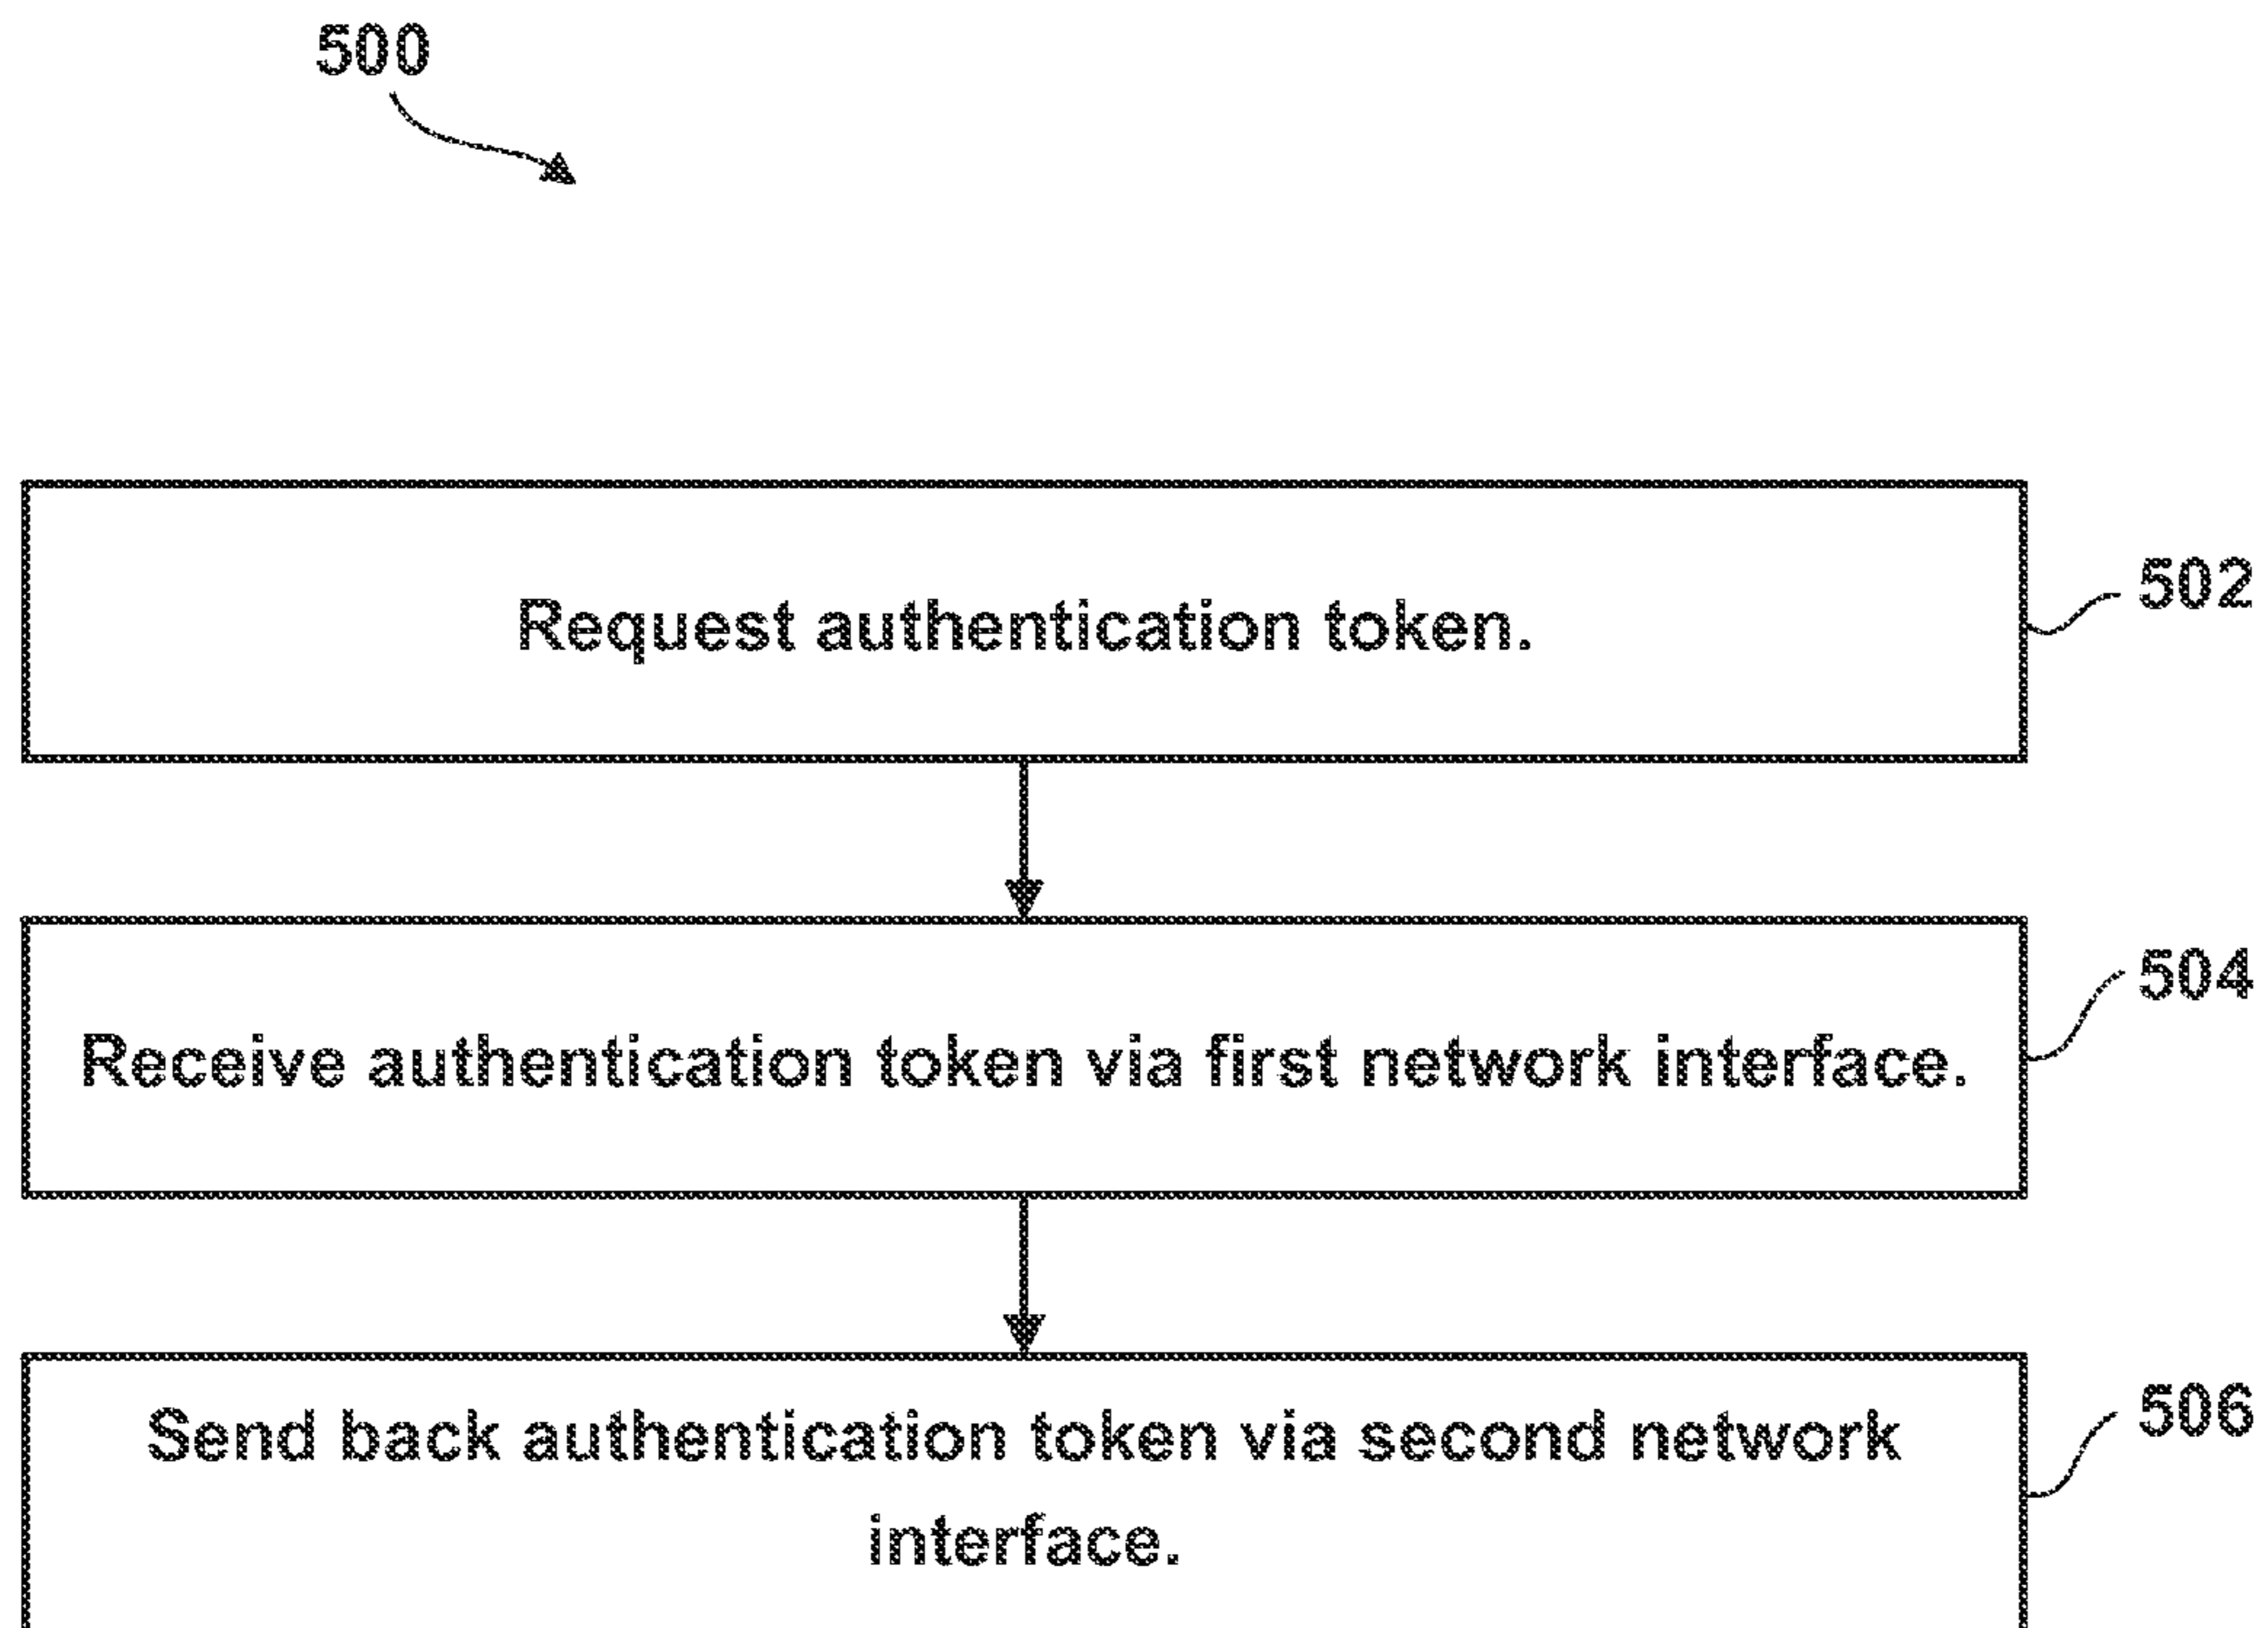 500
Request authentication token.
502
Receive authentication token via first network interface.
504
Send back authentication token via second network
interface.
506